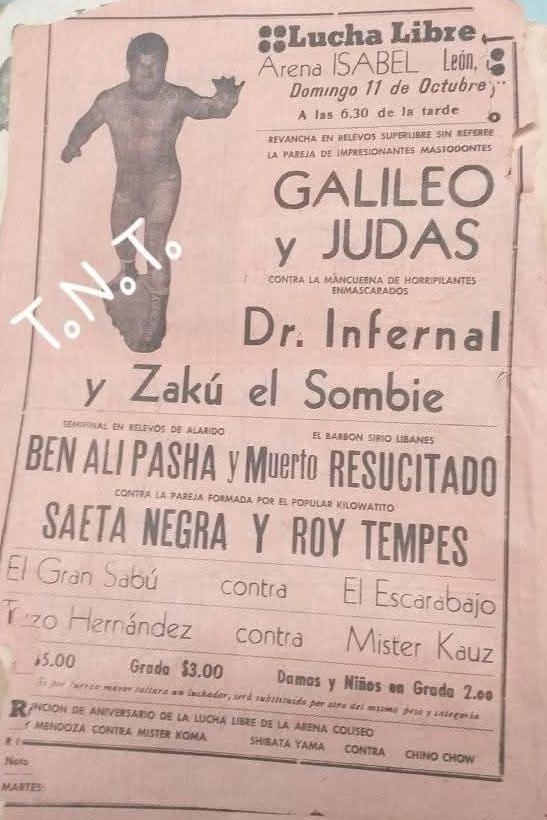 Lucha Libre
Arena ISABEL León,
Domingo 11 de Octubre
A las 6.30 de la tarde
REVANCHA EN RELEVOS SUPERLIBRE SIN REFEREE
LA PAREJA DE IMPRESIONANTES MASTODONTES
GALILEO
y JUDAS
CONTRA LA MANCUERNA DE HORRIPILANTES
ENMASCARADOS
T.N.T.
Dr. Infernal
y Zakú el Sombie
SEMIFINAL EN RELEVOS DE ALARIDO EL BARBON SIRIO LIBANES
BEN ALI PASHA y Muerto RESUCITADO
CONTRA LA PAREJA FORMADA POR EL POPULAR KILOWATITO
SAETA NEGRA Y ROY TEMPES
El Gran Sabú contra El Escarabajo
Hernández contra Mister Kauz
5.00 Grada $3.00 Damas y Niños en Grada 2.00
Si por fuerza mayor faltara un luchador, será substituido por otro del mismo peso y categoría
DE ANIVERSARIO DE LA LUCHA LIBRE DE LA ARENA COLISEO
MENDOZA CONTRA MISTER KOMA SHIBATA YAMA CONTRA CHINO CHOW
Nota
MARTES: